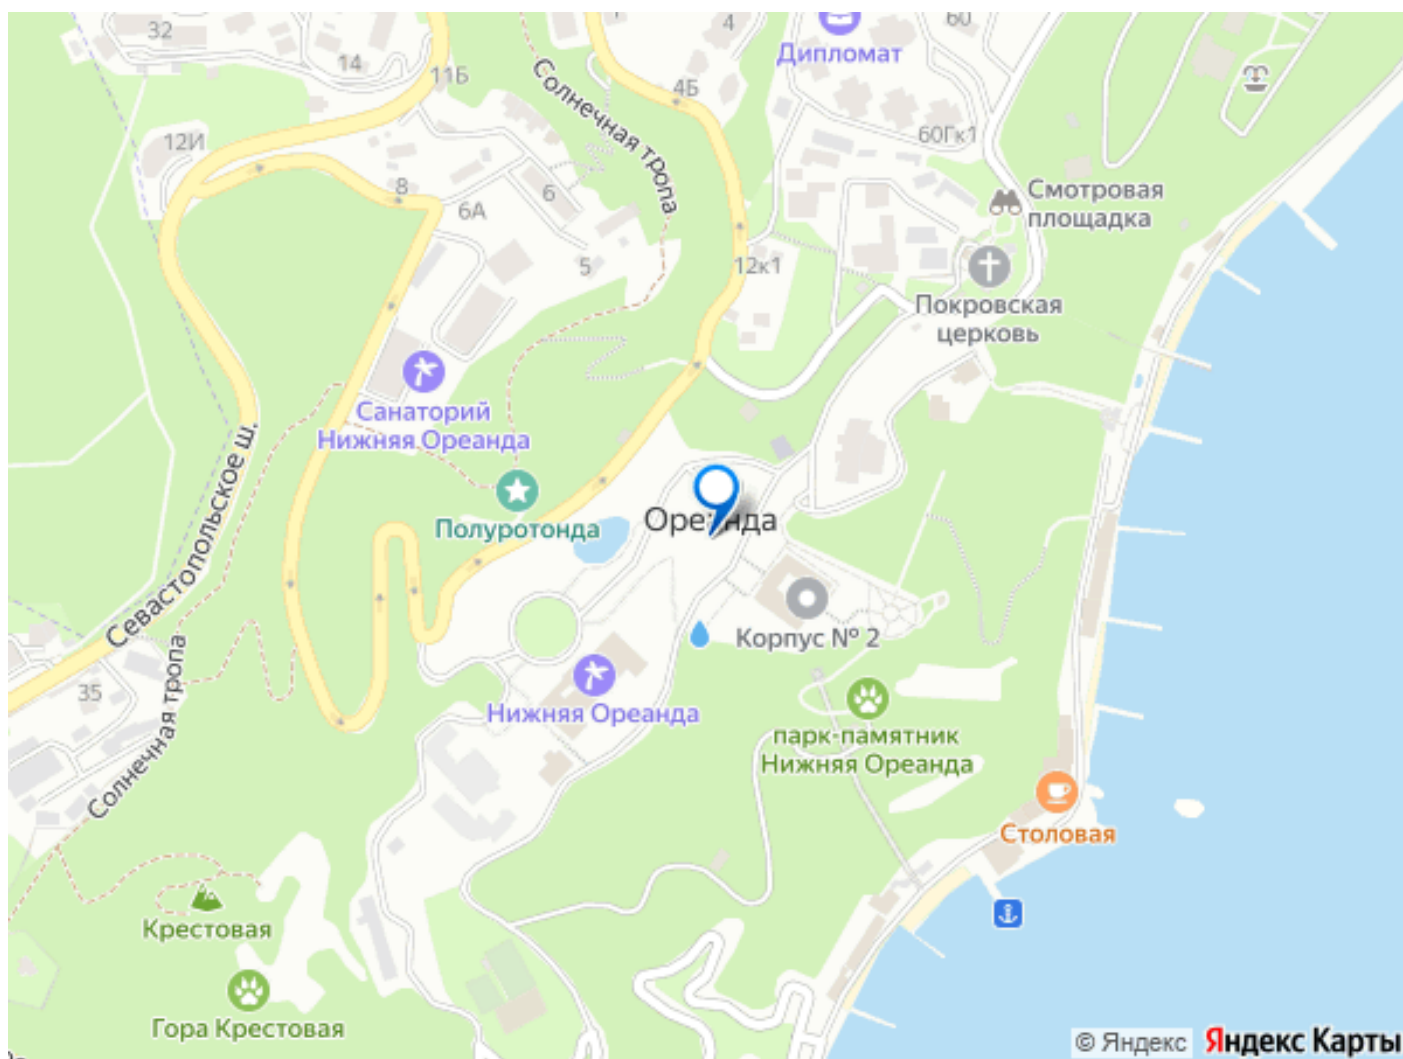 32
14
11Б
4
60
Дипломат
4Б
Солнечная тропа
60Гк1
12И
8
6
6А
5
12к1
Смотровая
площадка
Покровская
церковь
Санаторий
Нижняя Ореанда
Севастопольское ш.
Полуротонда
Ореанда
Корпус № 2
35
Солнечная тропа
Нижняя Ореанда
парк-памятник
Нижняя Ореанда
Столовая
Крестовая
Гора Крестовая
© Яндекс Яндекс Карты